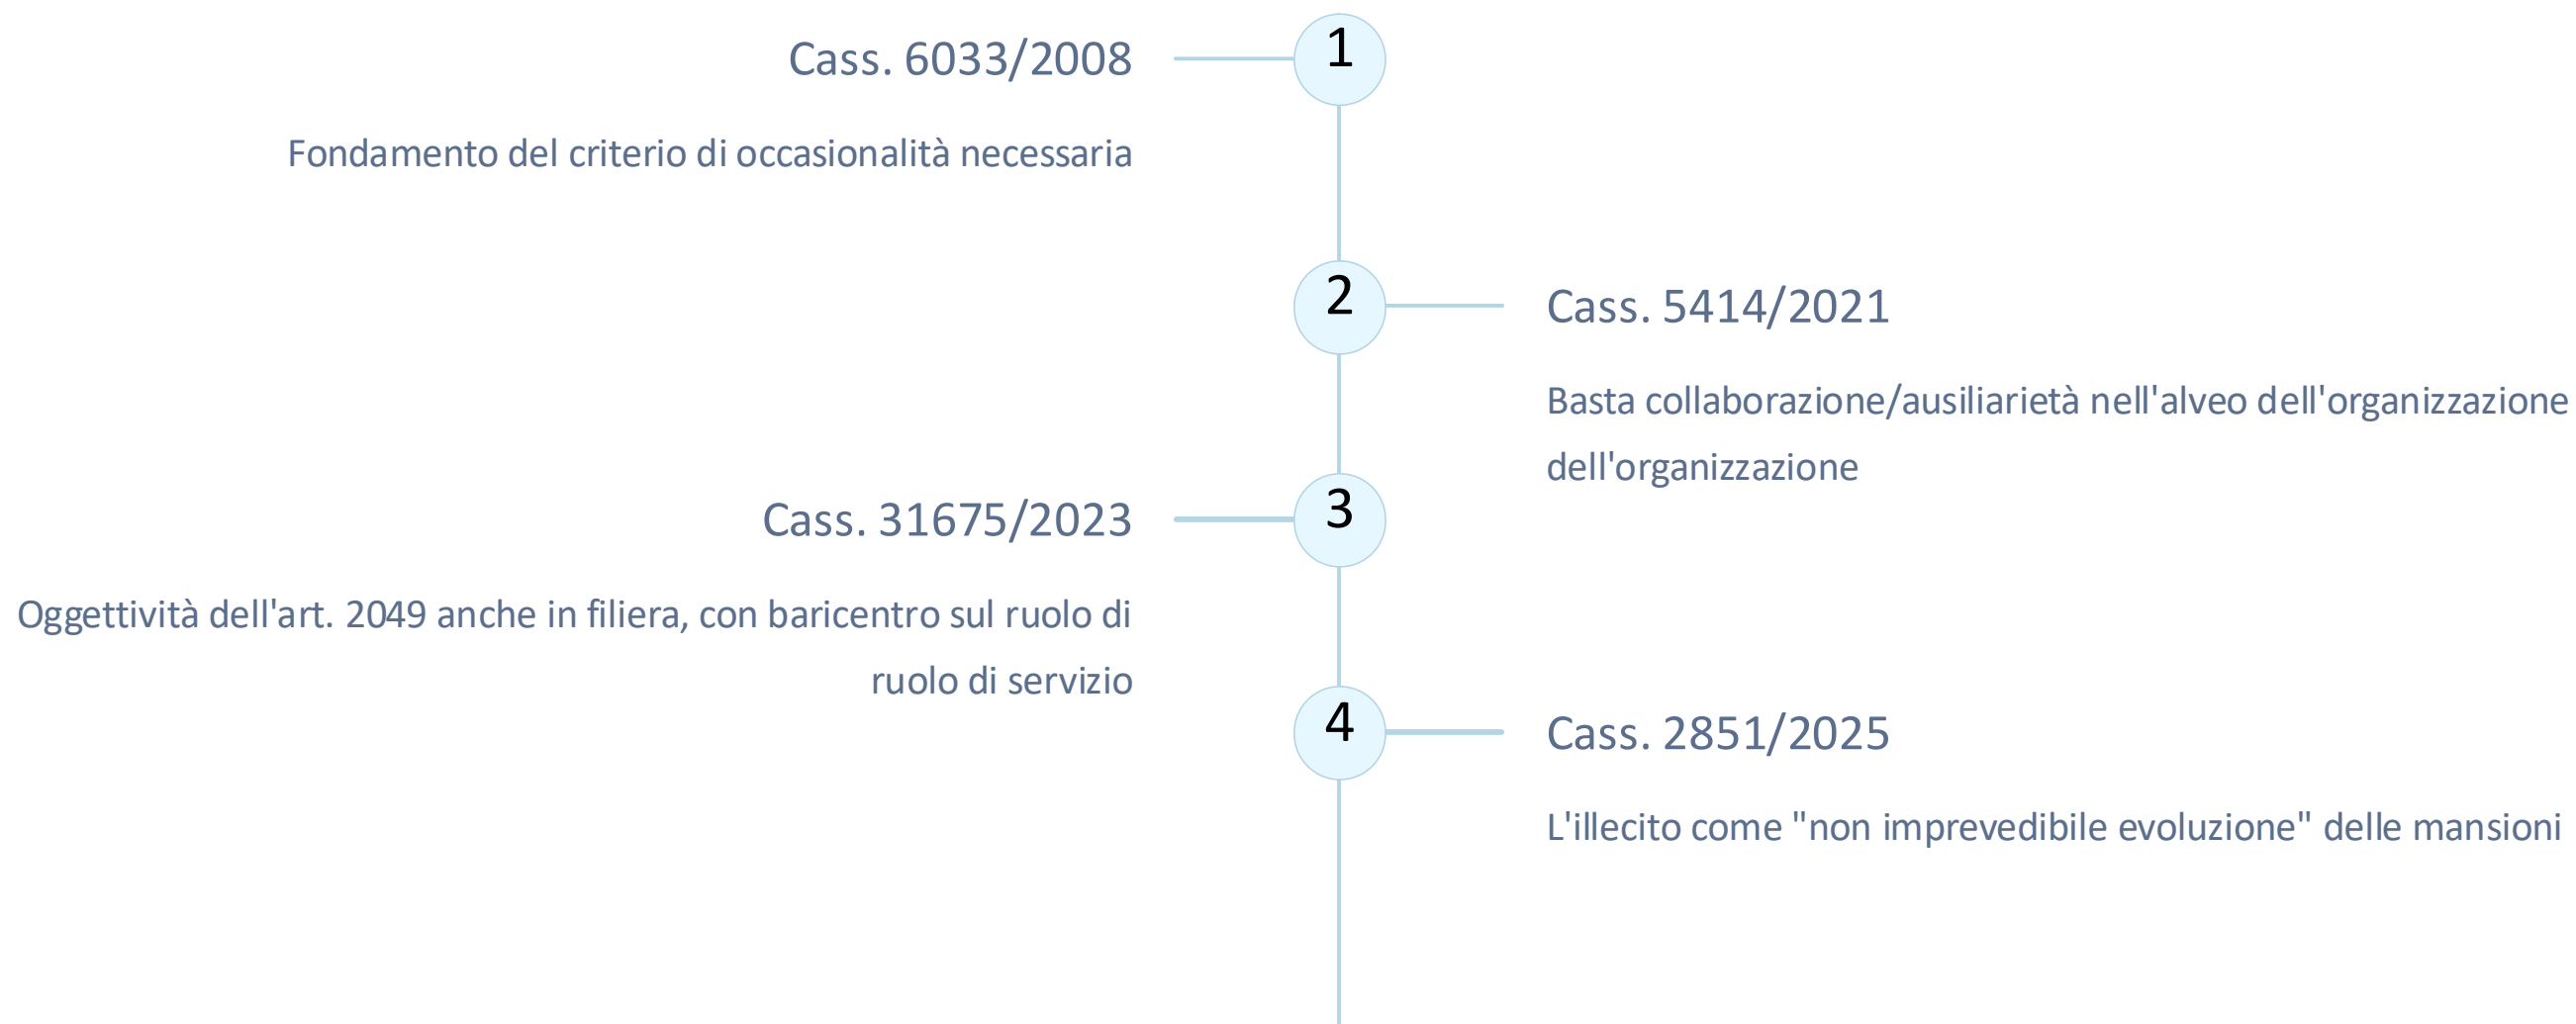 1
Cass. 6033/2008
Fondamento del criterio di occasionalità necessaria
2
Cass. 5414/2021
Basta collaborazione/ausiliarietà nell'alveo dell'organizzazione
dell'organizzazione
3
Cass. 31675/2023
Oggettività dell'art. 2049 anche in filiera, con baricentro sul ruolo di
ruolo di servizio
4
Cass. 2851/2025
L'illecito come "non imprevedibile evoluzione" delle mansioni